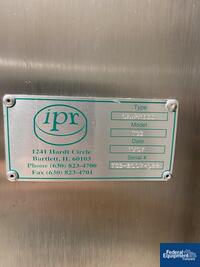 ipr
1241 Hardt Circle
Bartlett, IL 60103
Phone (630) 823-4700
Fax (630) 823-4701
Type
Model
Date
Serial #
Federal Equipment Company